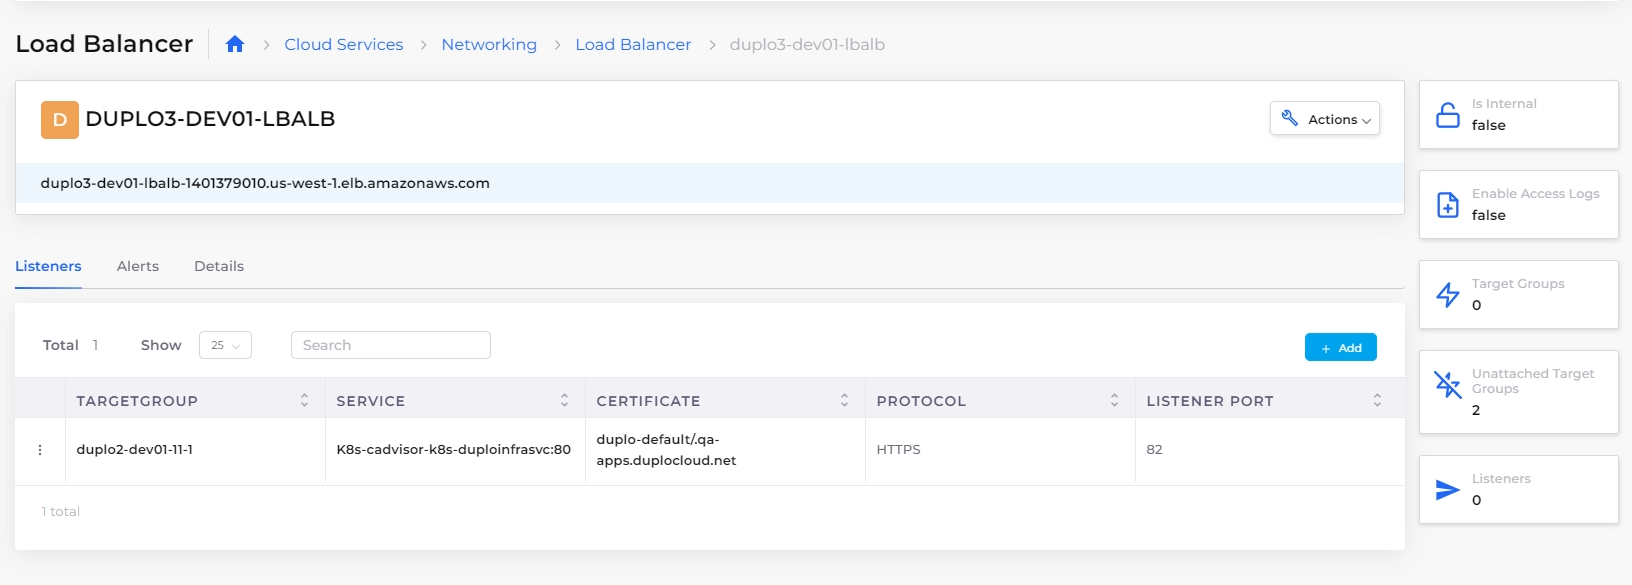 Load Balancer
Cloud Services
Networking
Load Balancer
duplo3-dev01-lbalb
D
DUPLO3-DEV01-LBALB
Actions
duplo3-dev01-lbalb-1401379010.us-west-1.elb.amazonaws.com
Is Internal
false
Enable Access Logs
false
Target Groups
0
Unattached Target
Groups
2
Listeners
0
Listeners
Alerts
Details
Total 1
Show 25
Search
+ Add
TARGETGROUP
SERVICE
CERTIFICATE
PROTOCOL
LISTENER PORT
duplo2-dev01-11-1
K8s-cadvisor-k8s-duploinfrasvc:80
duplo-default/.qa-
apps.duplocloud.net
HTTPS
82
1 total